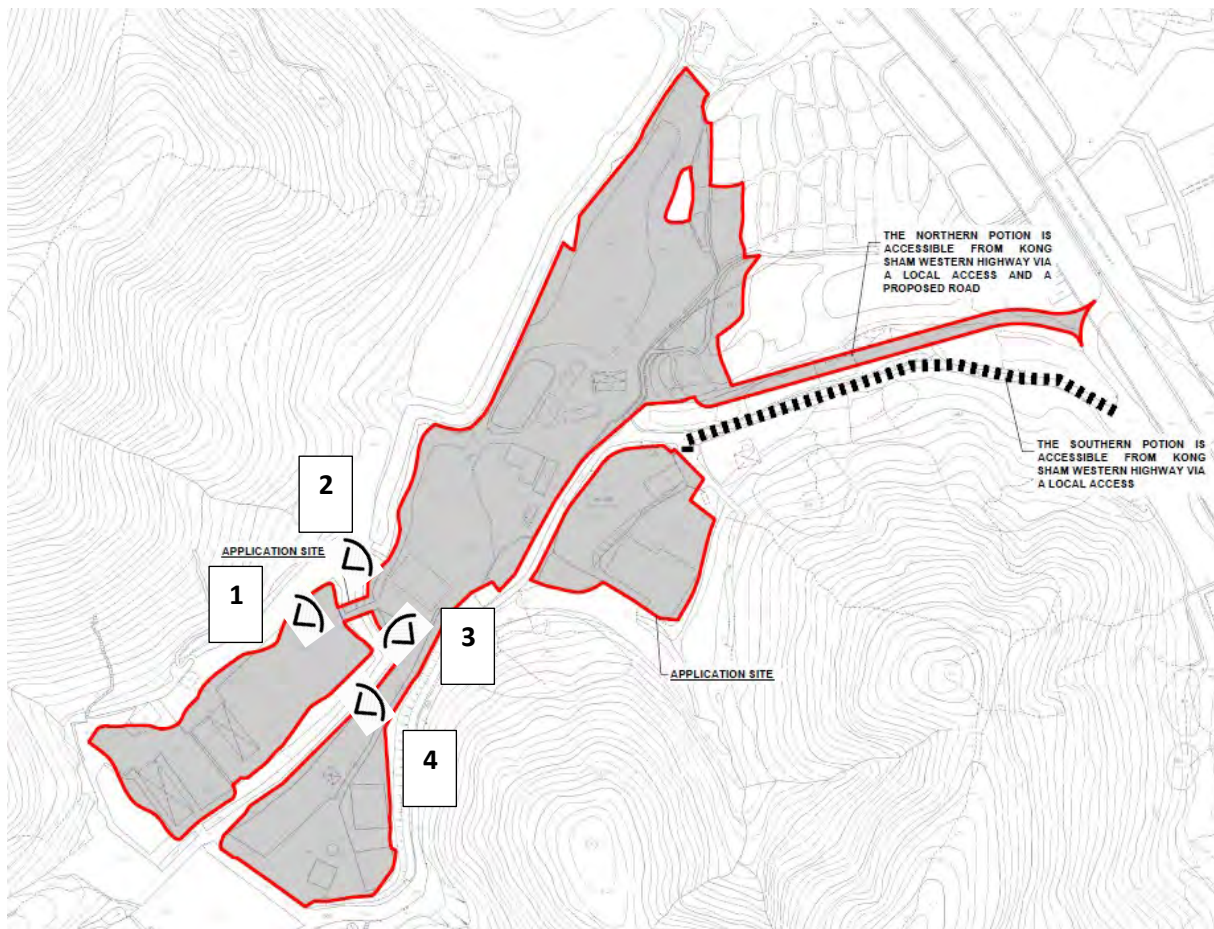 THE NORTHERN POTION IS
ACCESSIBLE FROM KONG
SHAM WESTERN HIGHWAY VIA
A LOCAL ACCESS AND A
PROPOSED ROAD
THE SOUTHERN POTION IS
ACCESSIBLE FROM KONG
SHAM WESTERN HIGHWAY VIA
A LOCAL ACCESS
2
APPLICATION SITE
1
3
APPLICATION SITE
4